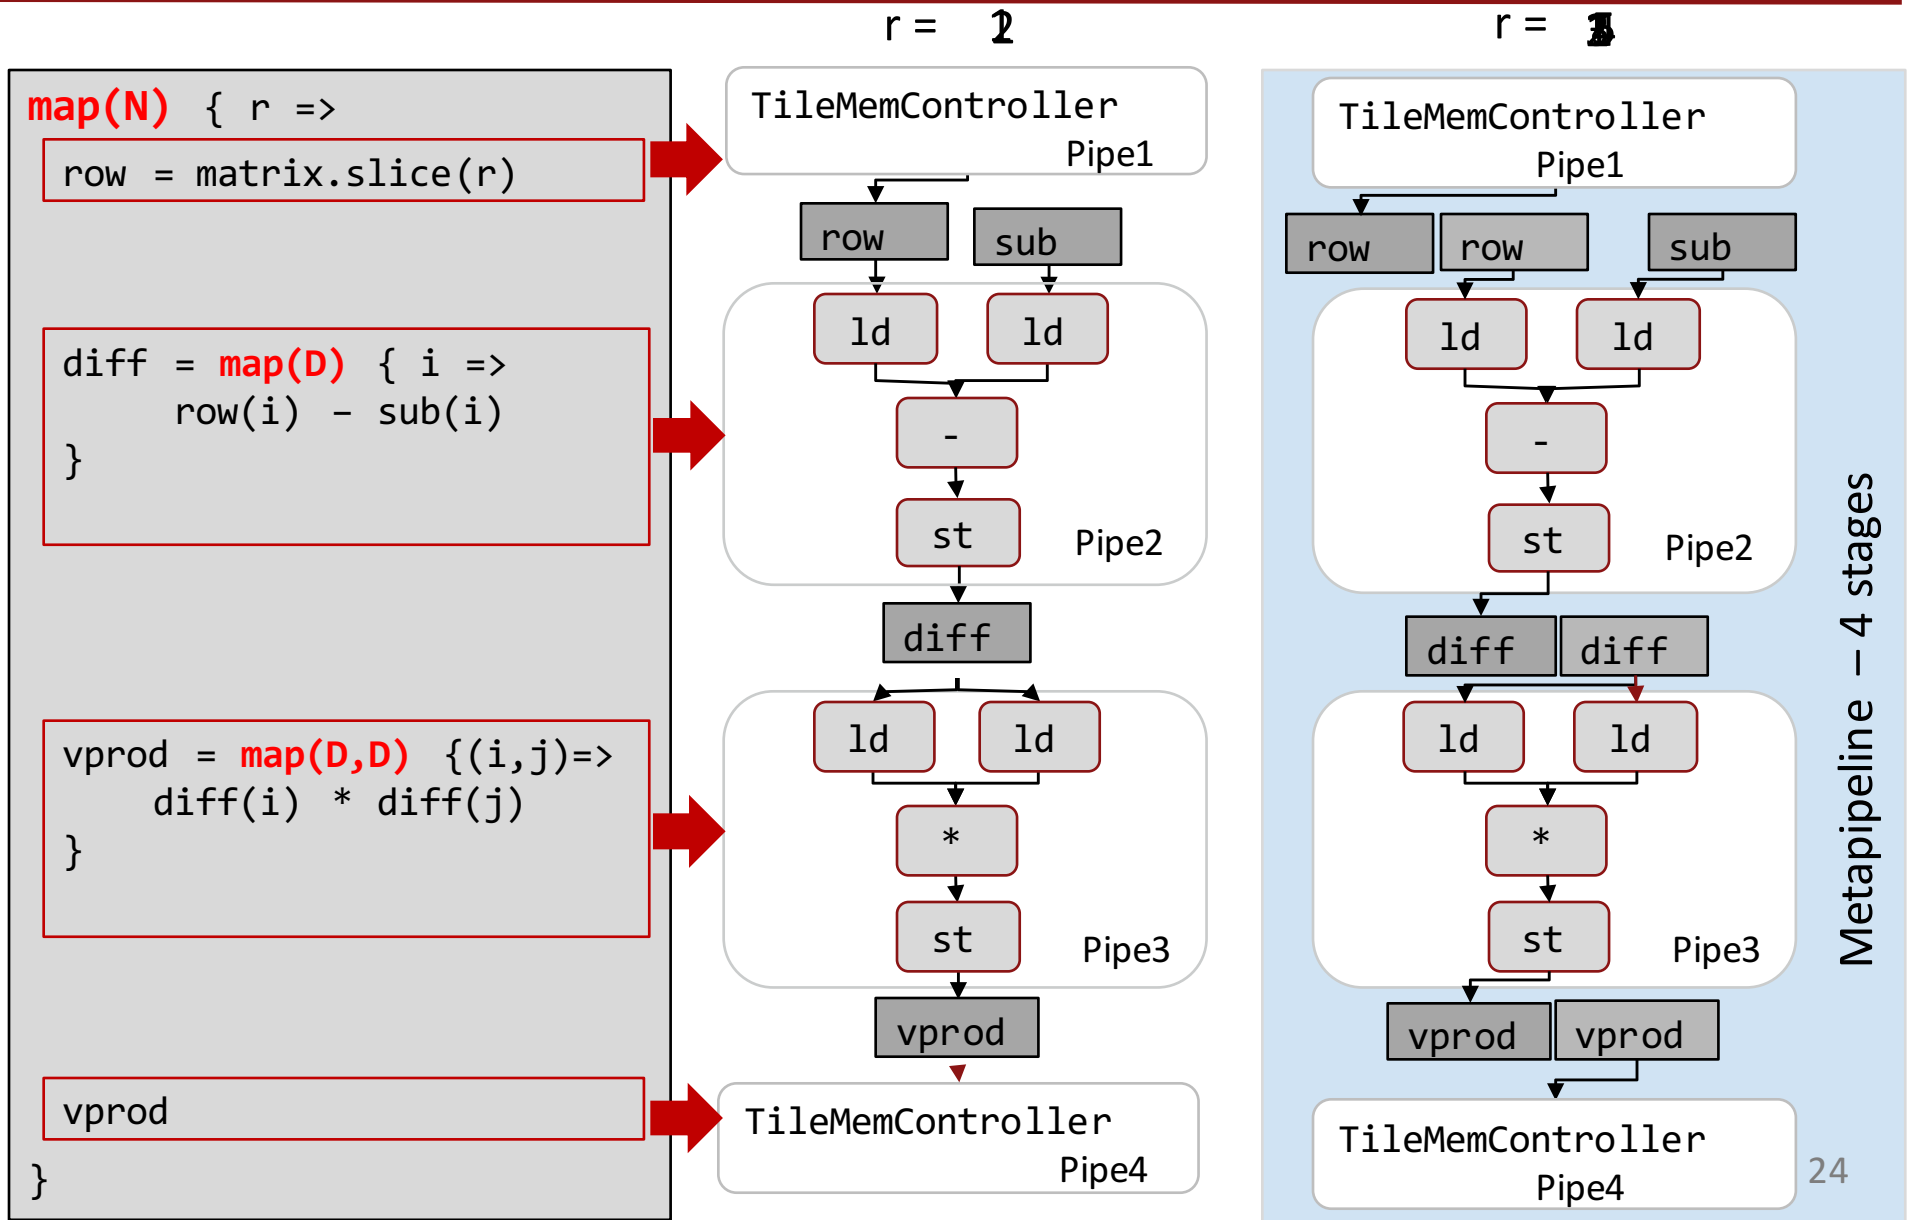 r =
r =
map(N) { r =>
row = matrix.slice(r)
diff = map(D) { i =>
row(i) – sub(i)
}
vprod = map(D,D) {(i,j)=>
diff(i) * diff(j)
}
vprod
}
TileMemController
Pipe1
row
sub
ld
ld
-
st
Pipe2
diff
ld
ld
*
st
Pipe3
vprod
TileMemController
Pipe4
TileMemController
Pipe1
row
row
sub
ld
ld
-
st
Pipe2
diff
diff
ld
ld
*
st
Pipe3
vprod
vprod
TileMemController
Pipe4
Metapipeline – 4 stages
24